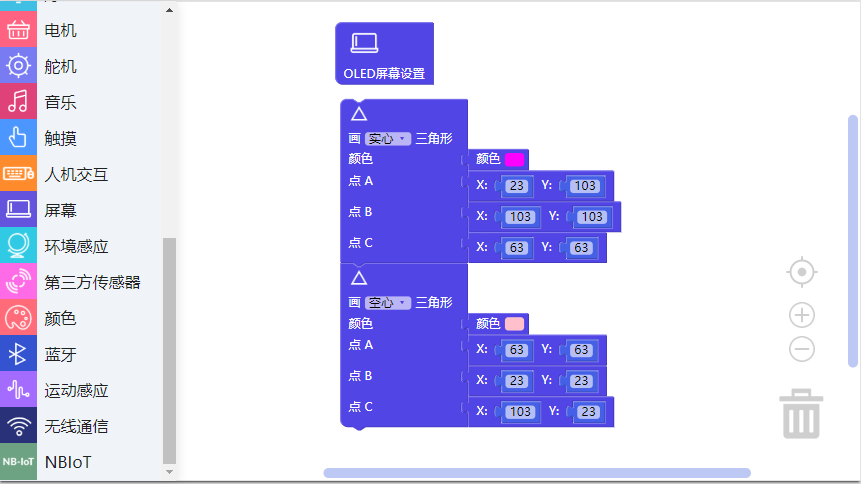 电机
舵机
音乐
触摸
人机交互
屏幕
环境感应
第三方传感器
颜色
蓝牙
运动感应
无线通信
NB-IoT NBIoT
OLED屏幕设置
画 实心 三角形
颜色 颜色
点 A X: 23 Y: 103
点 B X: 103 Y: 103
点 C X: 63 Y: 63
画 空心 三角形
颜色 颜色
点 A X: 63 Y: 63
点 B X: 23 Y: 23
点 C X: 103 Y: 23